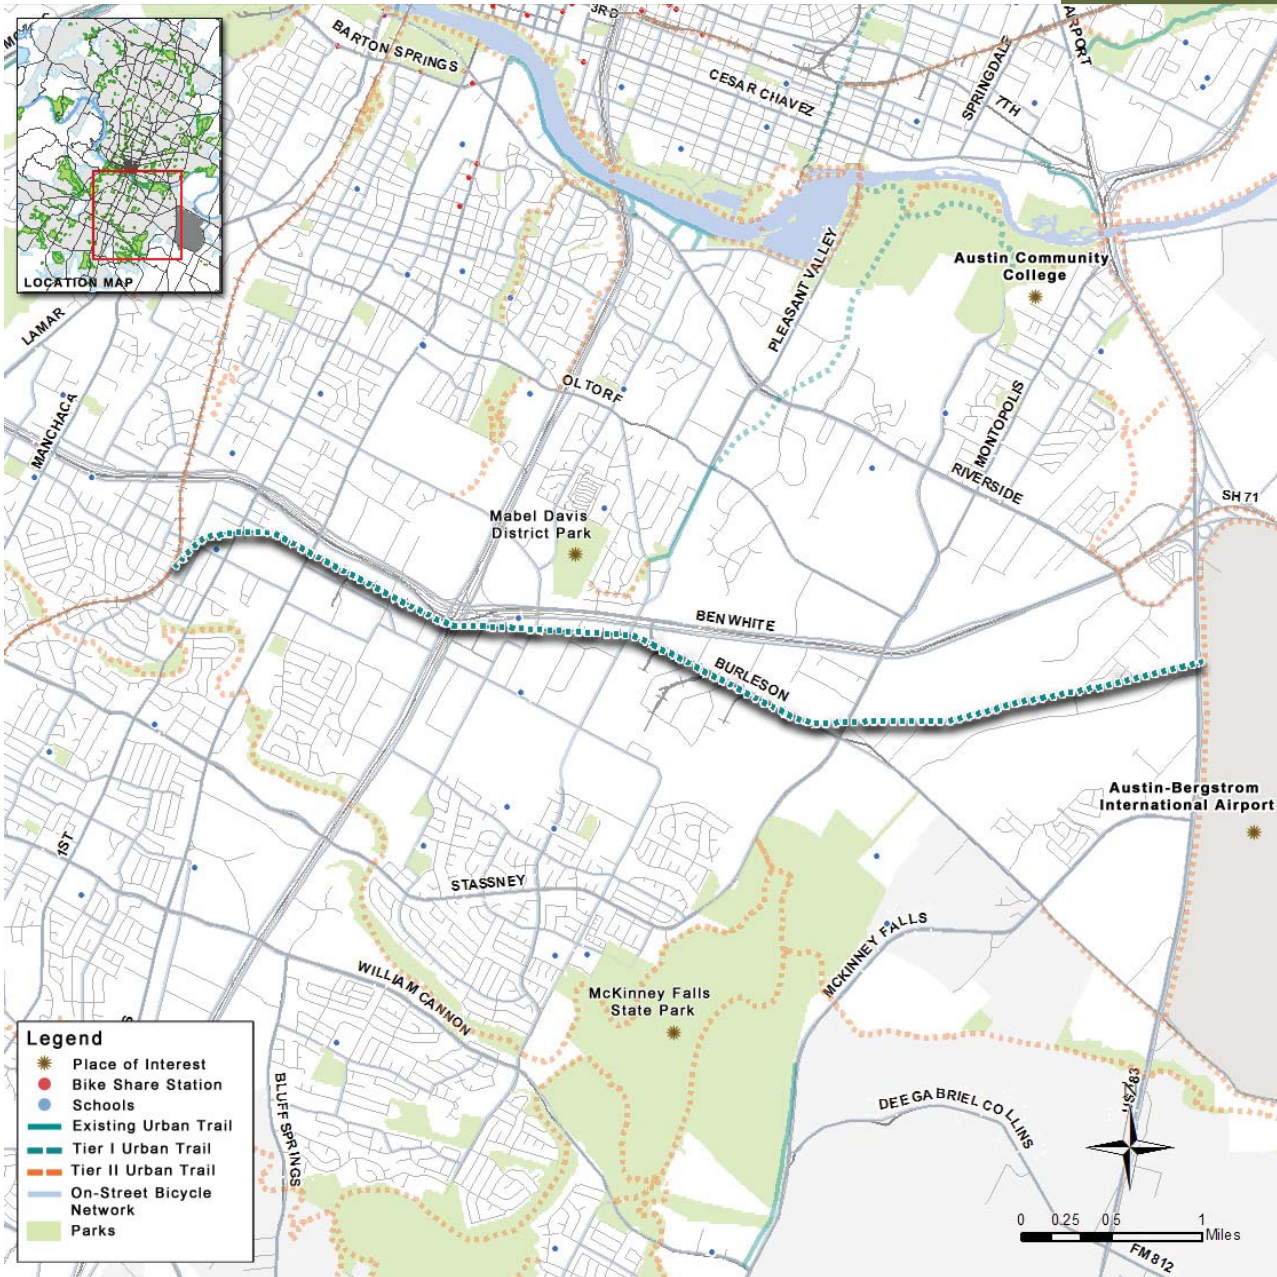 3RD
AIRPORT
BARTON SPRINGS
CESAR CHAVEZ
SPRINGDALE
7TH
LOCATION MAP
LAMAR
PLEASANT VALLEY
Austin Community
College
MANCHACA
OLTORF
MONTOPOLIS
RIVERSIDE
SH 71
Mabel Davis
District Park
BEN WHITE
BURLESON
Austin-Bergstrom
International Airport
1ST
STASSNEY
MCKINNEY FALLS
WILLIAM CANNON
McKinney Falls
State Park
BLUFF SPRINGS
DEE GABRIEL COLLINS
US/183
FM 812
Legend
Place of Interest
Bike Share Station
Schools
Existing Urban Trail
Tier I Urban Trail
Tier II Urban Trail
On-Street Bicycle
Network
Parks
0 0.25 0.5 1
Miles